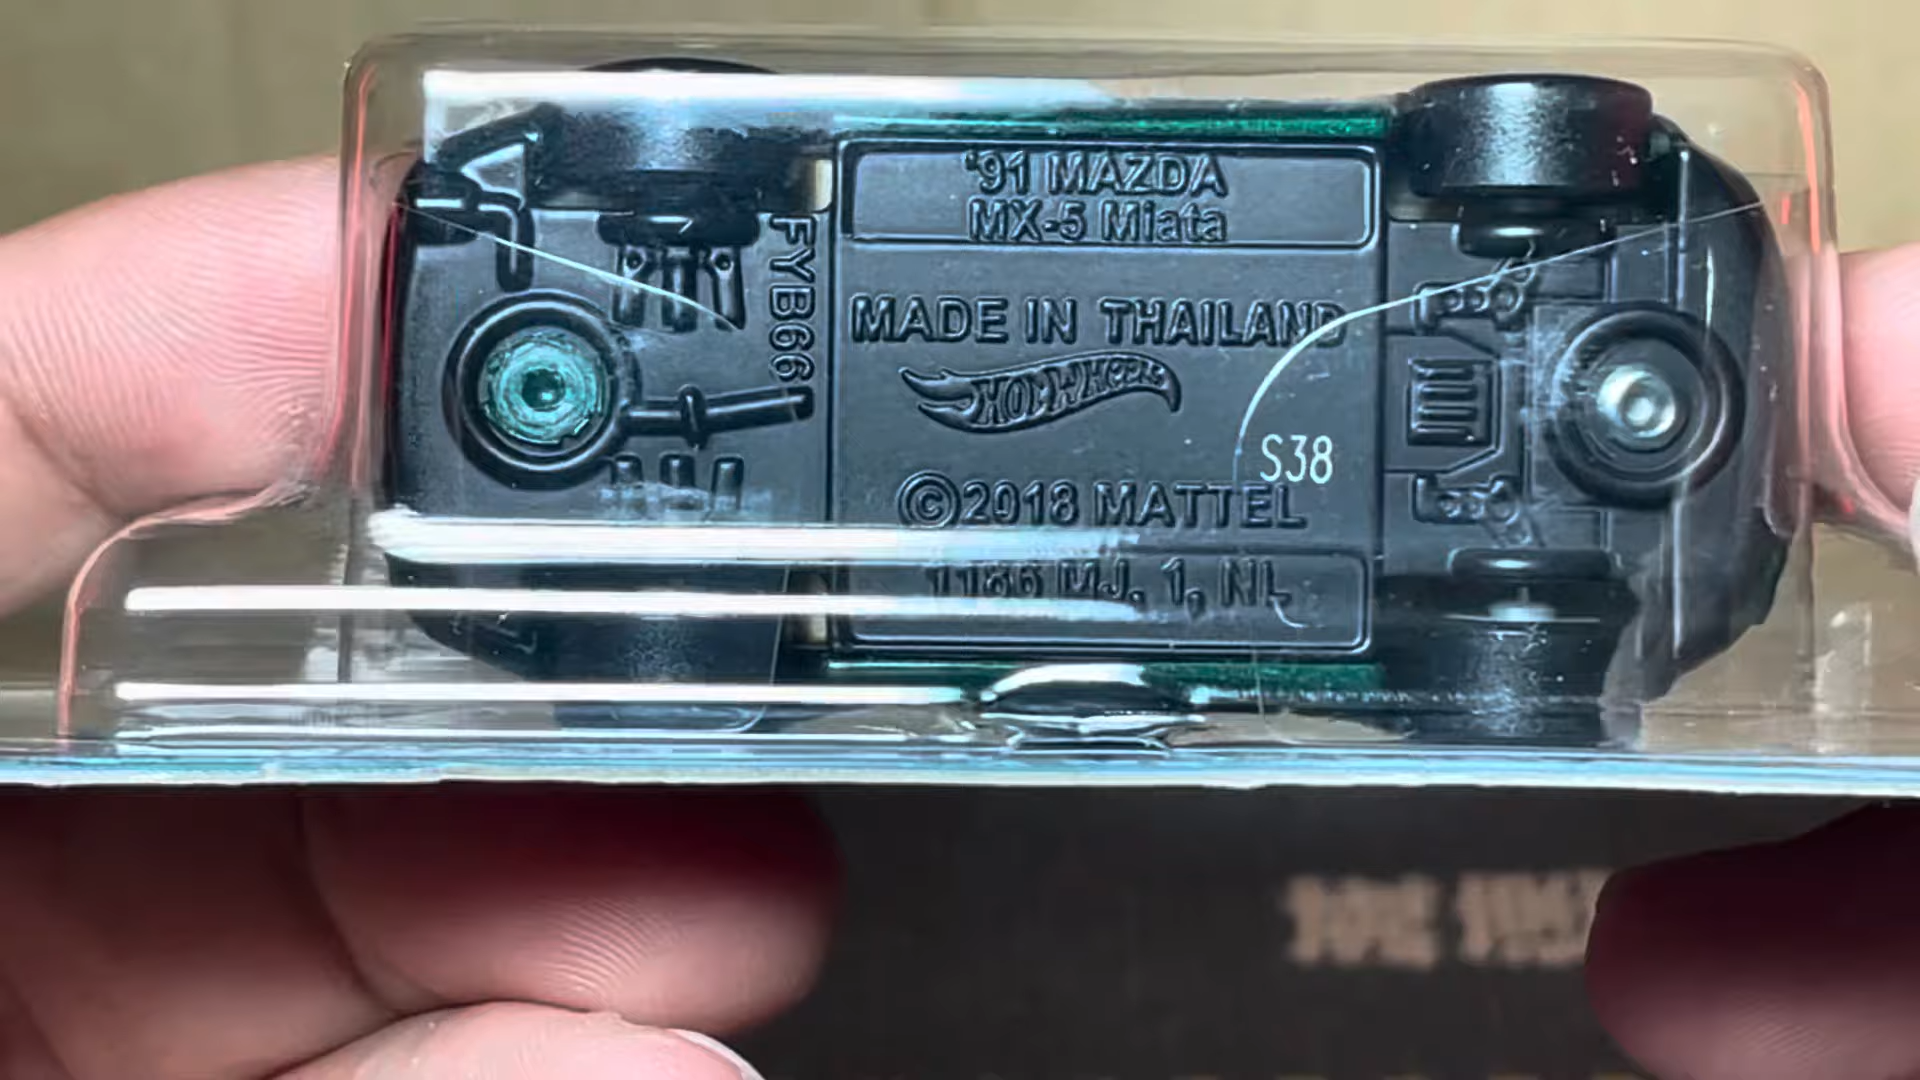 '91 MAZDA
MX-5 Miata
FYB66
MADE IN THAILAND
HOT WHEELS
S38
©2018 MATTEL
1186 MJ, 1, NL